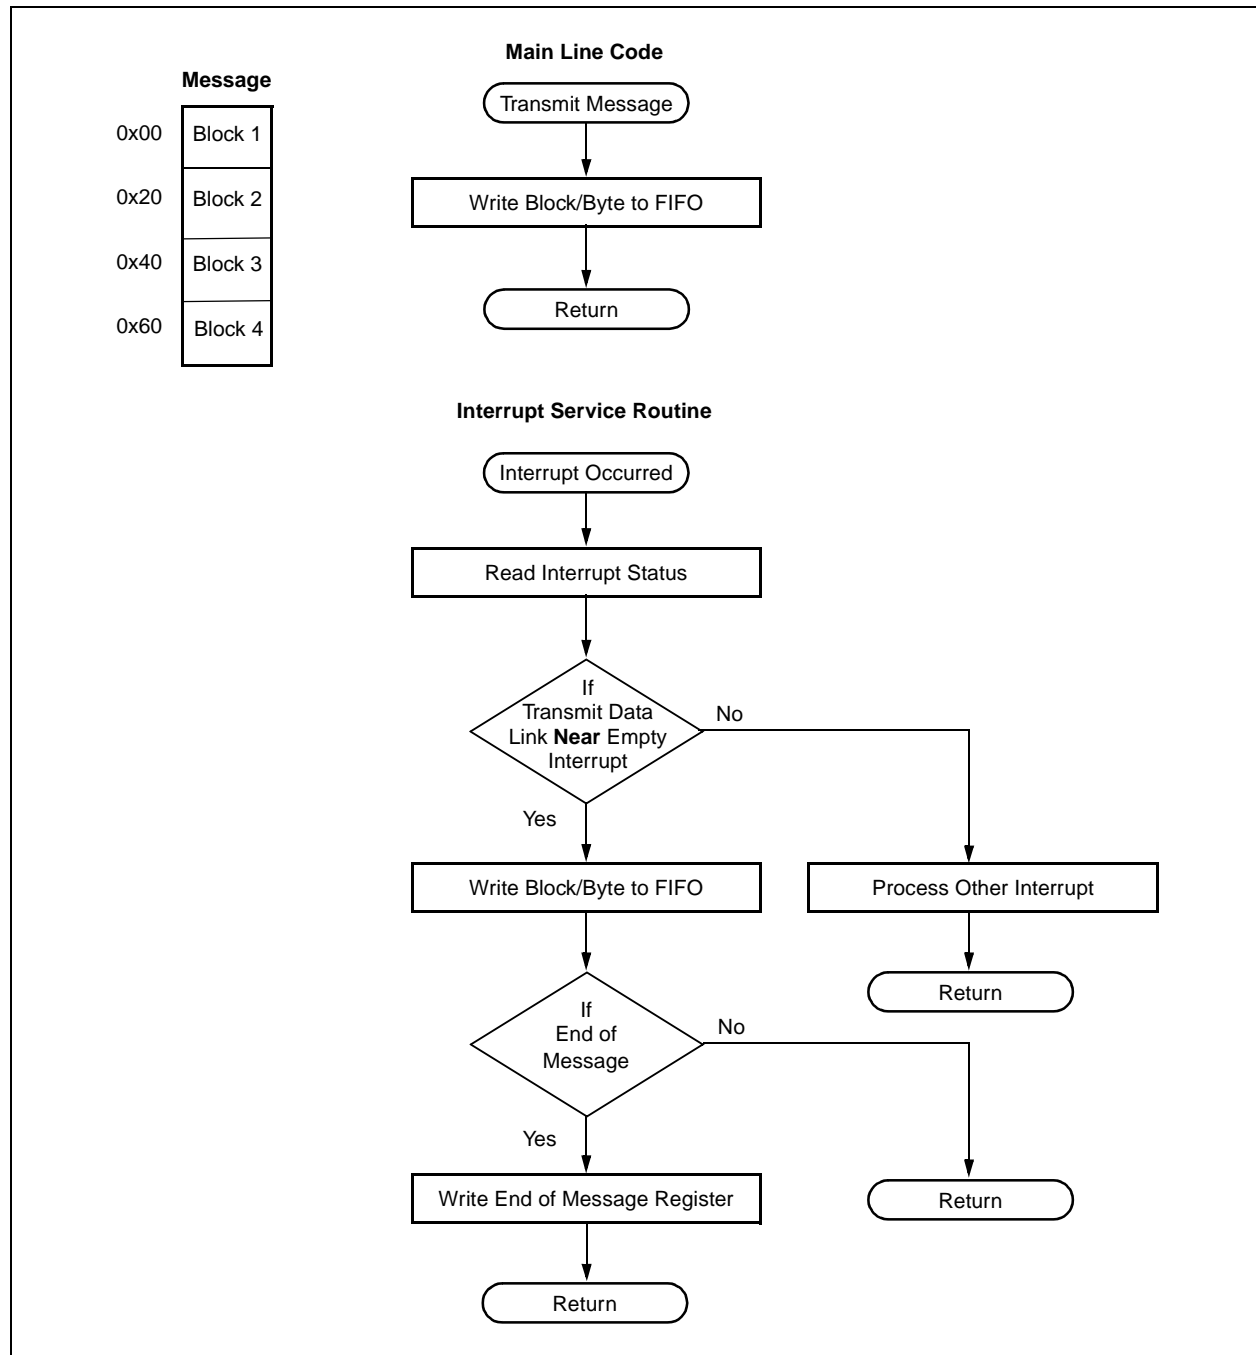 Main Line Code
Message
Transmit Message
0x00
Block 1
0x20
Block 2
Write Block/Byte to FIFO
0x40
Block 3
0x60
Block 4
Return
Interrupt Service Routine
Interrupt Occurred
Read Interrupt Status
If
Transmit Data
Link Near Empty
Interrupt
No
Yes
Write Block/Byte to FIFO
Process Other Interrupt
Return
If
End of
Message
No
Yes
Write End of Message Register
Return
Return